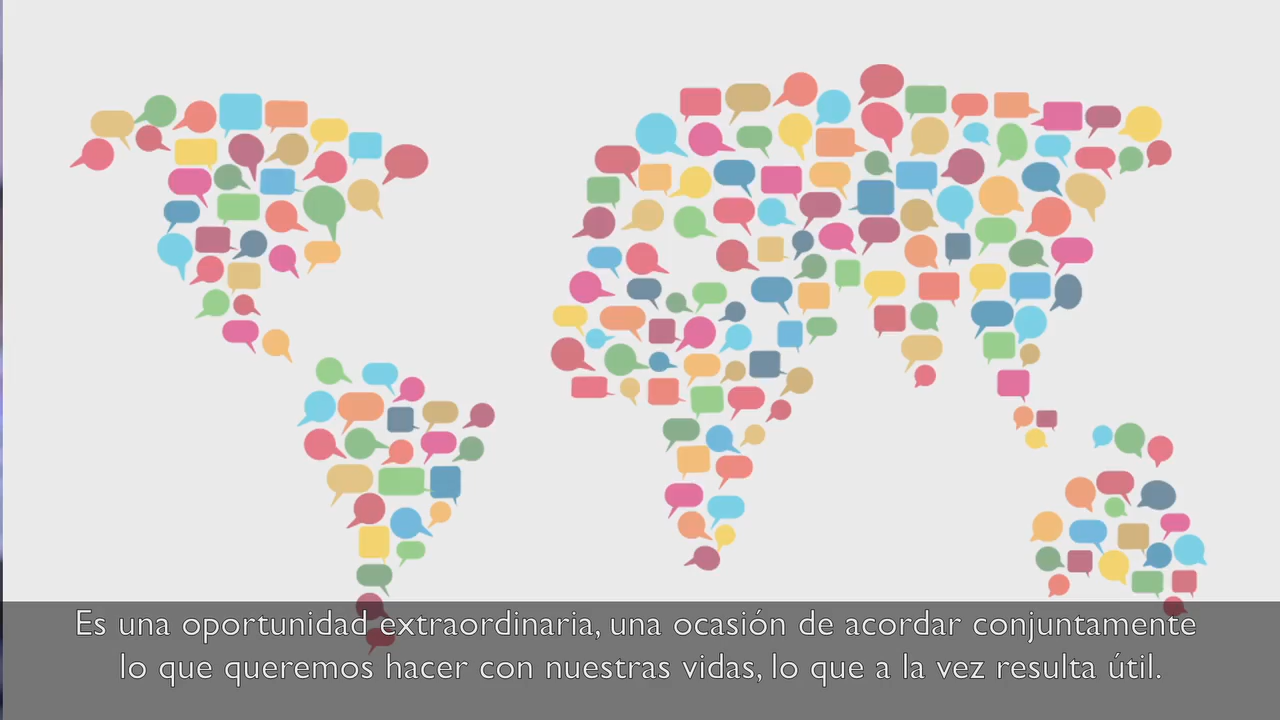 Es una oportunidad extraordinaria, una ocasión de acordar conjuntamente
lo que queremos hacer con nuestras vidas, lo que a la vez resulta útil.